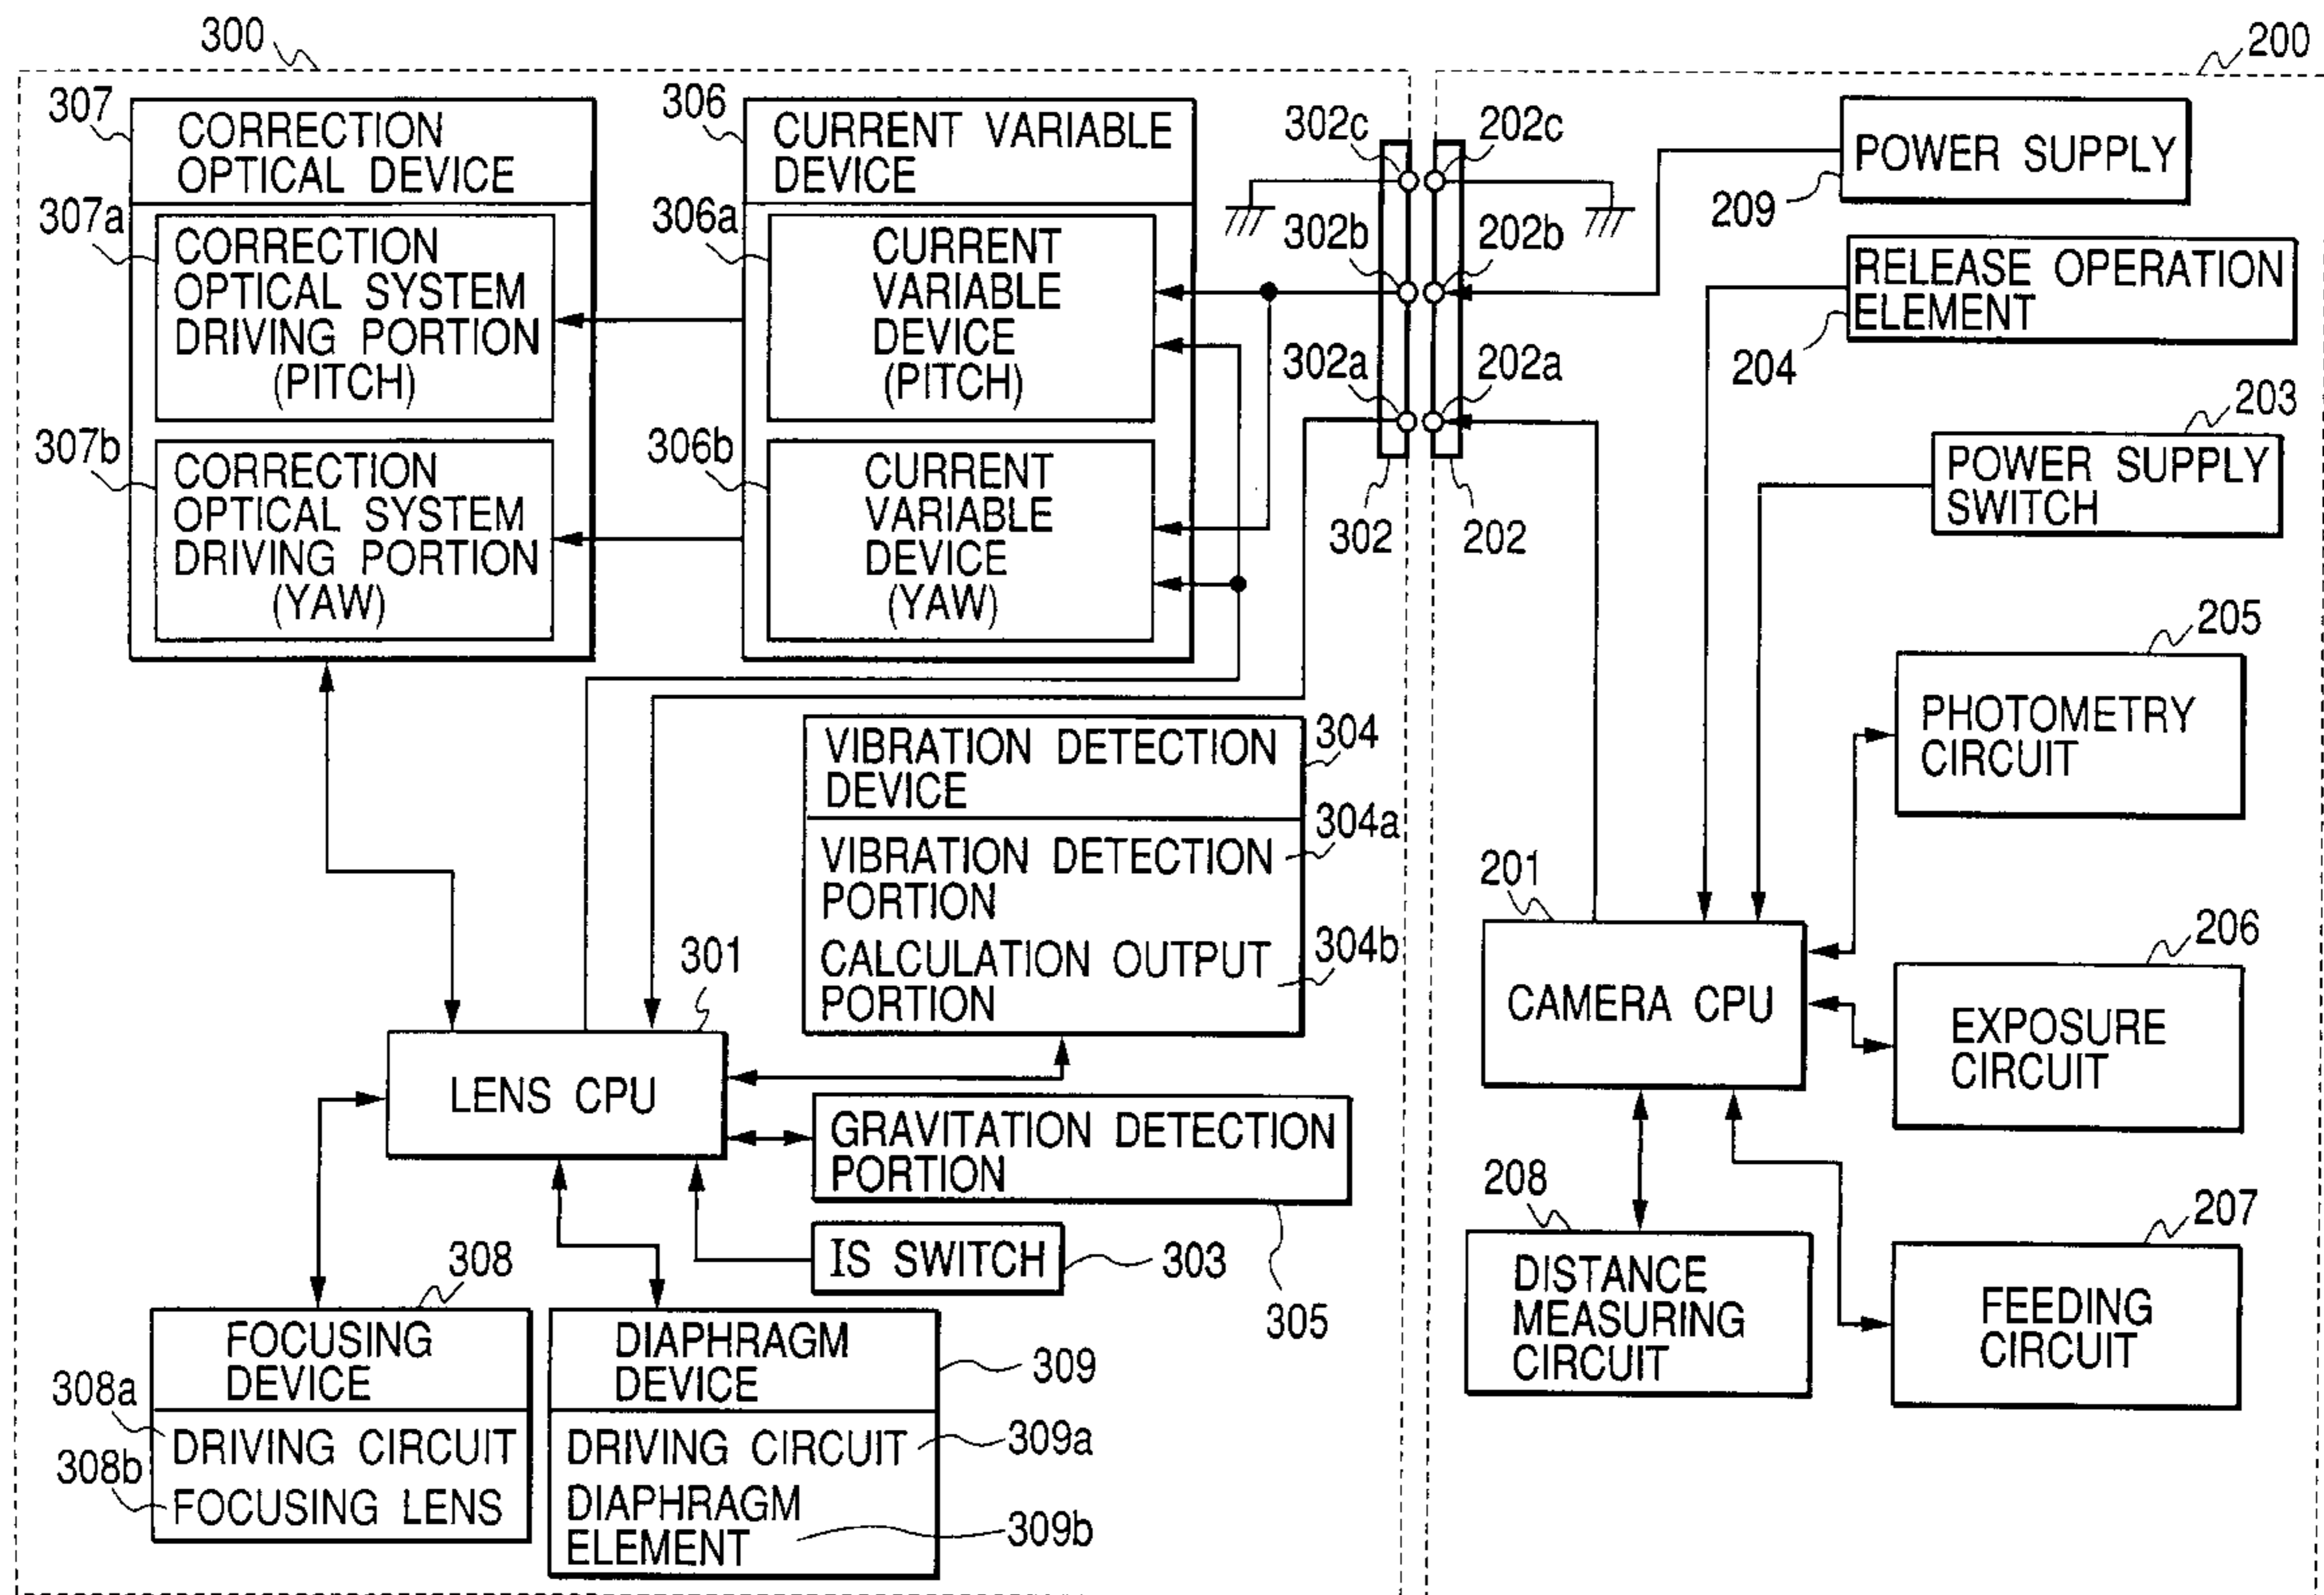 300
200
307
CORRECTION
OPTICAL DEVICE
307a
CORRECTION
OPTICAL SYSTEM
DRIVING PORTION
(PITCH)
307b
CORRECTION
OPTICAL SYSTEM
DRIVING PORTION
(YAW)
306
CURRENT VARIABLE
DEVICE
306a
CURRENT
VARIABLE
DEVICE
(PITCH)
306b
CURRENT
VARIABLE
DEVICE
(YAW)
302c
202c
302b
202b
302a
202a
302
202
POWER SUPPLY
209
RELEASE OPERATION
ELEMENT
204
203
POWER SUPPLY
SWITCH
205
PHOTOMETRY
CIRCUIT
201
CAMERA CPU
206
EXPOSURE
CIRCUIT
208
DISTANCE
MEASURING
CIRCUIT
207
FEEDING
CIRCUIT
304
VIBRATION DETECTION
DEVICE
304a
VIBRATION DETECTION
PORTION
304b
CALCULATION OUTPUT
PORTION
301
LENS CPU
GRAVITATION DETECTION
PORTION
305
IS SWITCH
303
308
FOCUSING
DEVICE
308a
DRIVING CIRCUIT
308b
FOCUSING LENS
DIAPHRAGM
DEVICE
309
DRIVING CIRCUIT
309a
DIAPHRAGM
ELEMENT
309b